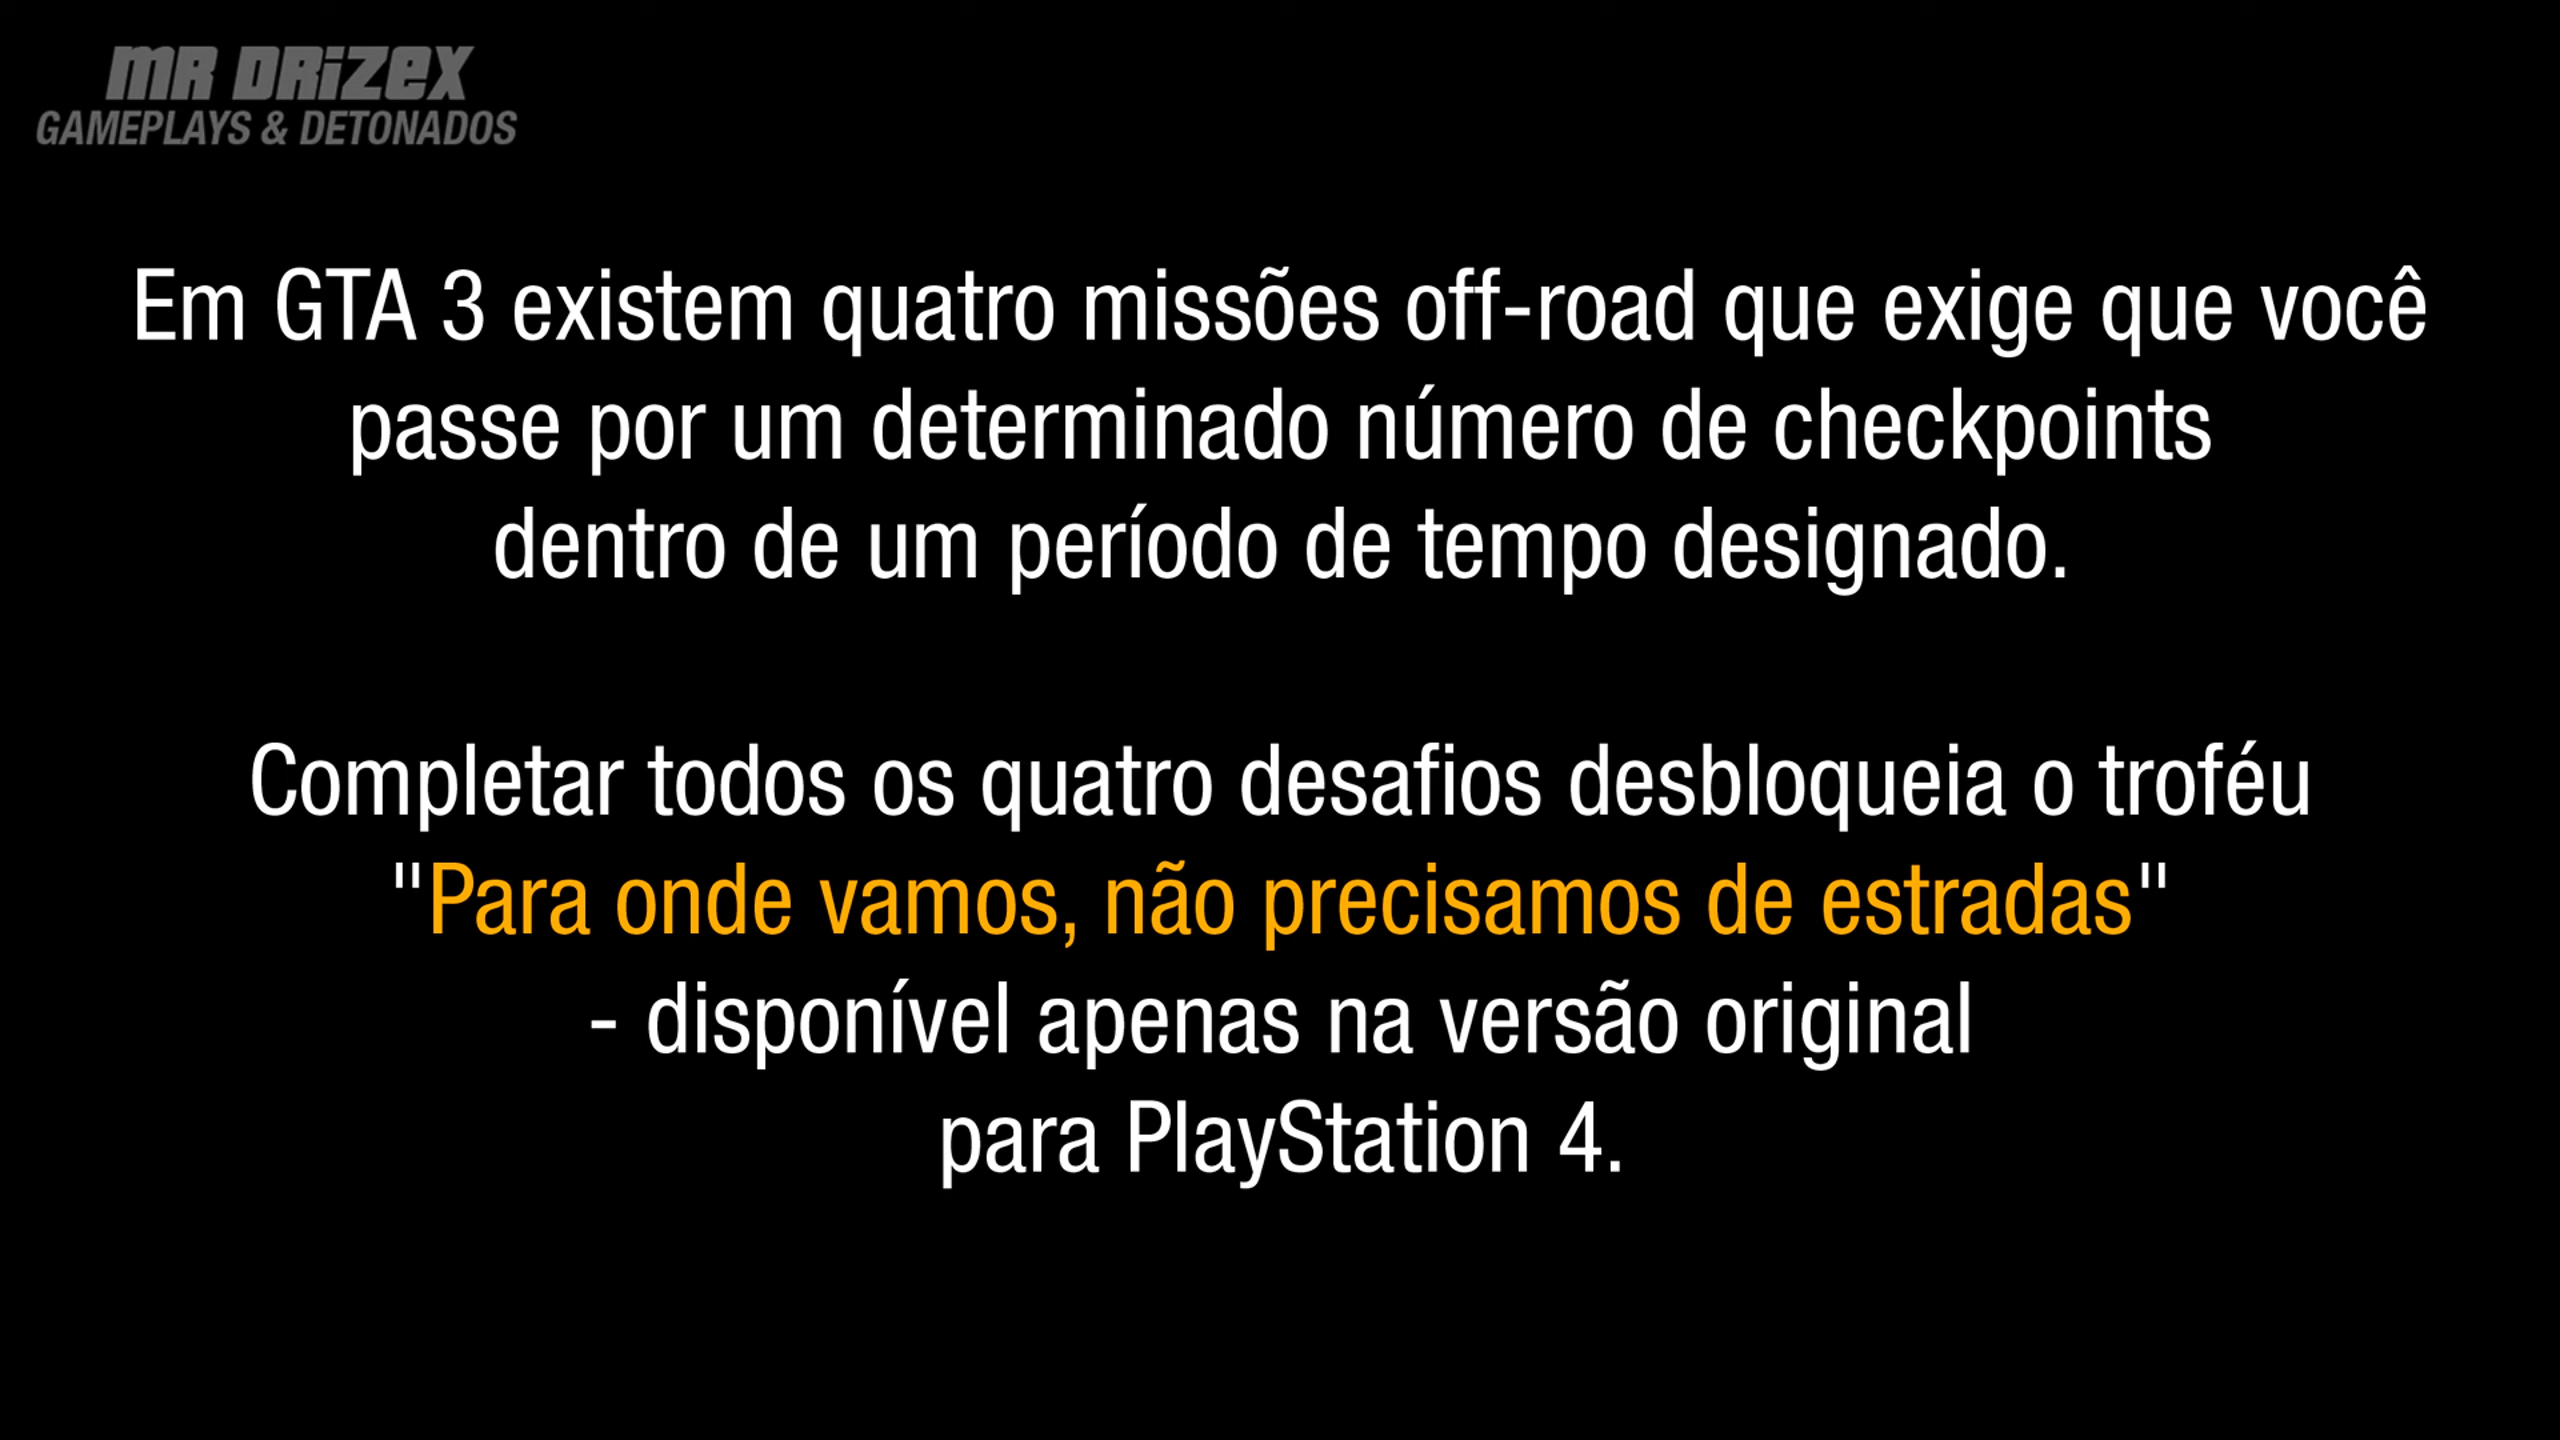 MR DRIZEX
GAMEPLAYS & DETONADOS
Em GTA 3 existem quatro missões off-road que exige que você
passe por um determinado número de checkpoints
dentro de um período de tempo designado.
Completar todos os quatro desafios desbloqueia o troféu
"Para onde vamos, não precisamos de estradas"
- disponível apenas na versão original
para PlayStation 4.